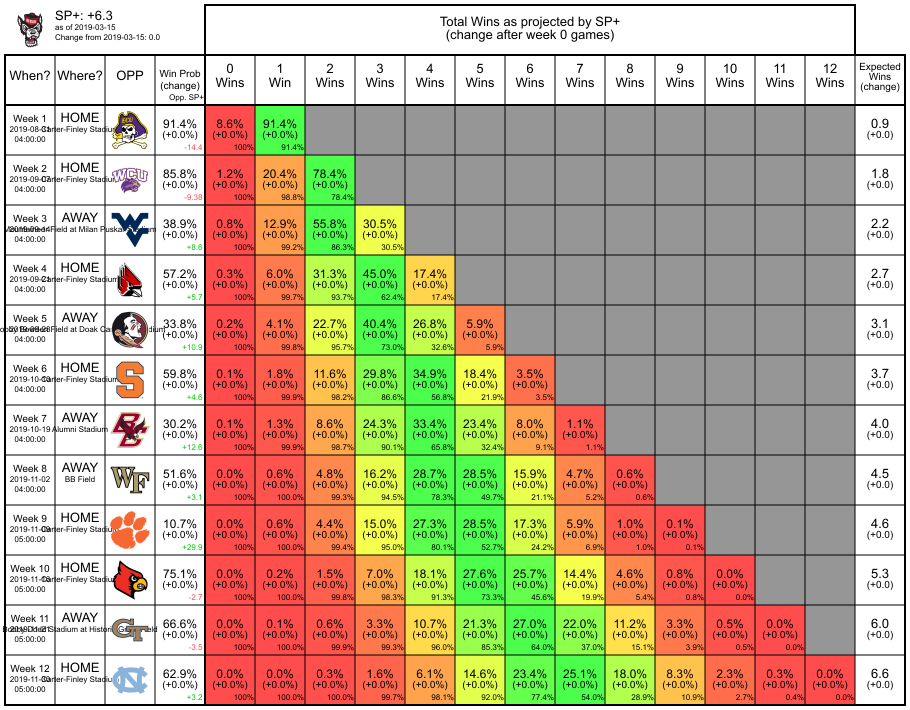 SP+: +6.3
as of 2019-03-15
Change from 2019-03-15: 0.0
Total Wins as projected by SP+
(change after week 0 games)
When? Where? OPP Win Prob (change) Opp. SP+ 0 Wins 1 Win 2 Wins 3 Wins 4 Wins 5 Wins 6 Wins 7 Wins 8 Wins 9 Wins 10 Wins 11 Wins 12 Wins Expected Wins (change)
Week 1 HOME ECU 91.4% 8.6% 91.4% 0.9
04:00:00 Carter-Finley Stadium (+0.0%) (+0.0%) (+0.0%) (+0.0)
-14.4 100% 91.4%
Week 2 HOME WCU 85.8% 1.2% 20.4% 78.4% 1.8
04:00:00 Carter-Finley Stadium (+0.0%) (+0.0%) (+0.0%) (+0.0%) (+0.0)
-9.38 100% 98.8% 78.4%
Week 3 AWAY WV 38.9% 0.8% 12.9% 55.8% 30.5% 2.2
04:00:00 Field at Milan Puskar Stadium (+0.0%) (+0.0%) (+0.0%) (+0.0%) (+0.0%) (+0.0)
+8.6 100% 99.2% 86.3% 30.5%
Week 4 HOME 57.2% 0.3% 6.0% 31.3% 45.0% 17.4% 2.7
04:00:00 Carter-Finley Stadium (+0.0%) (+0.0%) (+0.0%) (+0.0%) (+0.0%) (+0.0%) (+0.0)
+5.7 100% 99.7% 93.7% 62.4% 17.4%
Week 5 AWAY 33.8% 0.2% 4.1% 22.7% 40.4% 26.8% 5.9% 3.1
04:00:00 Field at Doak (+0.0%) (+0.0%) (+0.0%) (+0.0%) (+0.0%) (+0.0%) (+0.0%) (+0.0)
+10.9 100% 99.8% 95.7% 73.0% 32.6% 5.9%
Week 6 HOME S 59.8% 0.1% 1.8% 11.6% 29.8% 34.9% 18.4% 3.5% 3.7
04:00:00 Carter-Finley Stadium (+0.0%) (+0.0%) (+0.0%) (+0.0%) (+0.0%) (+0.0%) (+0.0%) (+0.0%) (+0.0)
+4.6 100% 99.9% 98.2% 86.6% 56.8% 21.9% 3.5%
Week 7 AWAY BC 30.2% 0.1% 1.3% 8.6% 24.3% 33.4% 23.4% 8.0% 1.1% 4.0
2019-10-19 04:00:00 Alumni Stadium (+0.0%) (+0.0%) (+0.0%) (+0.0%) (+0.0%) (+0.0%) (+0.0%) (+0.0%) (+0.0%) (+0.0)
+12.6 100% 99.9% 98.7% 90.1% 65.8% 32.4% 9.1% 1.1%
Week 8 AWAY WF 51.6% 0.0% 0.6% 4.8% 16.2% 28.7% 28.5% 15.9% 4.7% 0.6% 4.5
2019-11-02 04:00:00 BB Field (+0.0%) (+0.0%) (+0.0%) (+0.0%) (+0.0%) (+0.0%) (+0.0%) (+0.0%) (+0.0%) (+0.0%) (+0.0)
+3.1 100% 100.0% 99.3% 94.5% 78.3% 49.7% 21.1% 5.2% 0.6%
Week 9 HOME 10.7% 0.0% 0.6% 4.4% 15.0% 27.3% 28.5% 17.3% 5.9% 1.0% 0.1% 4.6
05:00:00 Carter-Finley Stadium (+0.0%) (+0.0%) (+0.0%) (+0.0%) (+0.0%) (+0.0%) (+0.0%) (+0.0%) (+0.0%) (+0.0%) (+0.0%) (+0.0)
+29.9 100% 100.0% 99.4% 95.0% 80.1% 52.7% 24.2% 6.9% 1.0% 0.1%
Week 10 HOME 75.1% 0.0% 0.2% 1.5% 7.0% 18.1% 27.6% 25.7% 14.4% 4.6% 0.8% 0.0% 5.3
05:00:00 Carter-Finley Stadium (+0.0%) (+0.0%) (+0.0%) (+0.0%) (+0.0%) (+0.0%) (+0.0%) (+0.0%) (+0.0%) (+0.0%) (+0.0%) (+0.0%) (+0.0)
-2.7 100% 100.0% 99.8% 98.3% 91.3% 73.3% 45.6% 19.9% 5.4% 0.8% 0.0%
Week 11 AWAY GT 66.6% 0.0% 0.1% 0.6% 3.3% 10.7% 21.3% 27.0% 22.0% 11.2% 3.3% 0.5% 0.0% 6.0
05:00:00 Stadium at Historic Field (+0.0%) (+0.0%) (+0.0%) (+0.0%) (+0.0%) (+0.0%) (+0.0%) (+0.0%) (+0.0%) (+0.0%) (+0.0%) (+0.0%) (+0.0%) (+0.0)
-3.5 100% 100.0% 99.9% 99.3% 96.0% 85.3% 64.0% 37.0% 15.1% 3.9% 0.5% 0.0%
Week 12 HOME NC 62.9% 0.0% 0.0% 0.3% 1.6% 6.1% 14.6% 23.4% 25.1% 18.0% 8.3% 2.3% 0.3% 0.0% 6.6
05:00:00 Carter-Finley Stadium (+0.0%) (+0.0%) (+0.0%) (+0.0%) (+0.0%) (+0.0%) (+0.0%) (+0.0%) (+0.0%) (+0.0%) (+0.0%) (+0.0%) (+0.0%) (+0.0%) (+0.0)
+3.2 100% 100.0% 100.0% 99.7% 98.1% 92.0% 77.4% 54.0% 28.9% 10.9% 2.7% 0.4% 0.0%